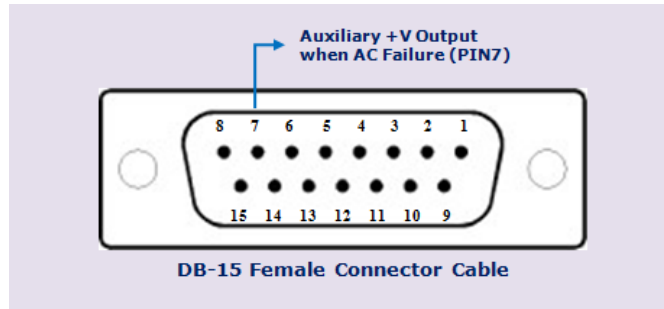 Auxiliary +V Output
when AC Failure (PIN7)
8 7 6 5 4 3 2 1
15 14 13 12 11 10 9
DB-15 Female Connector Cable